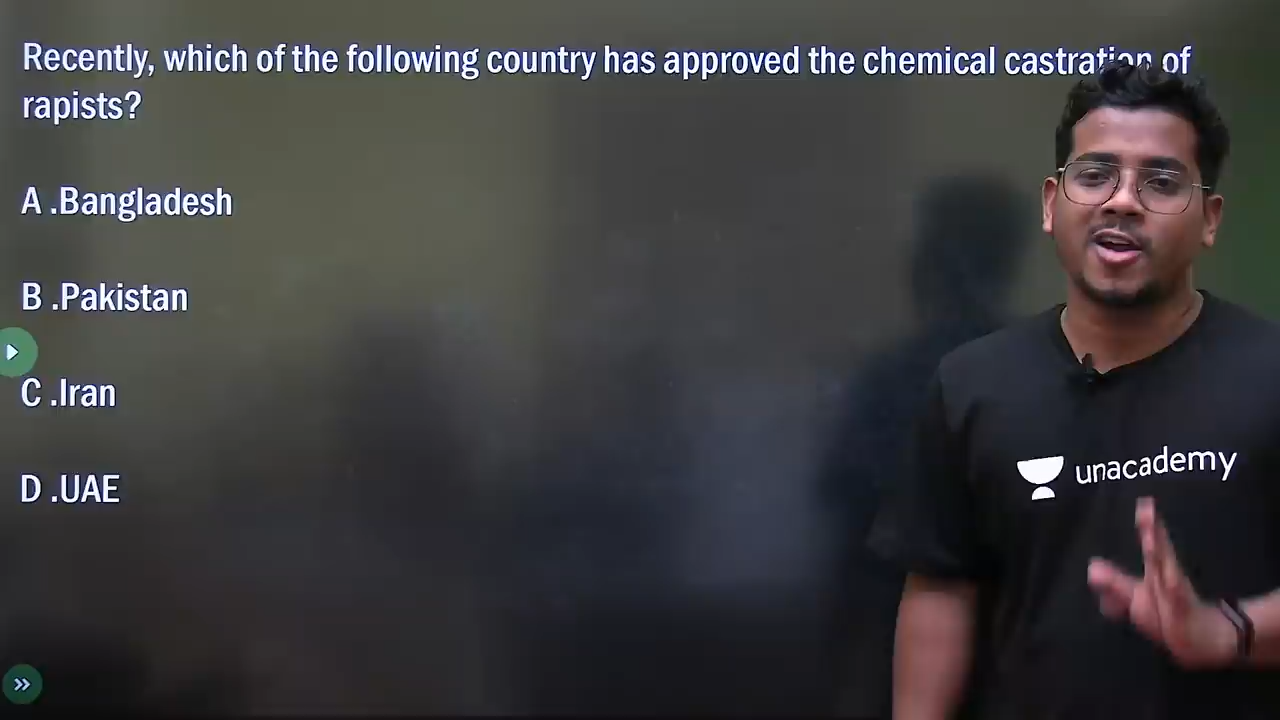 Recently, which of the following country has approved the chemical castration of
rapists?
A .Bangladesh
B .Pakistan
C .Iran
D .UAE
unacademy